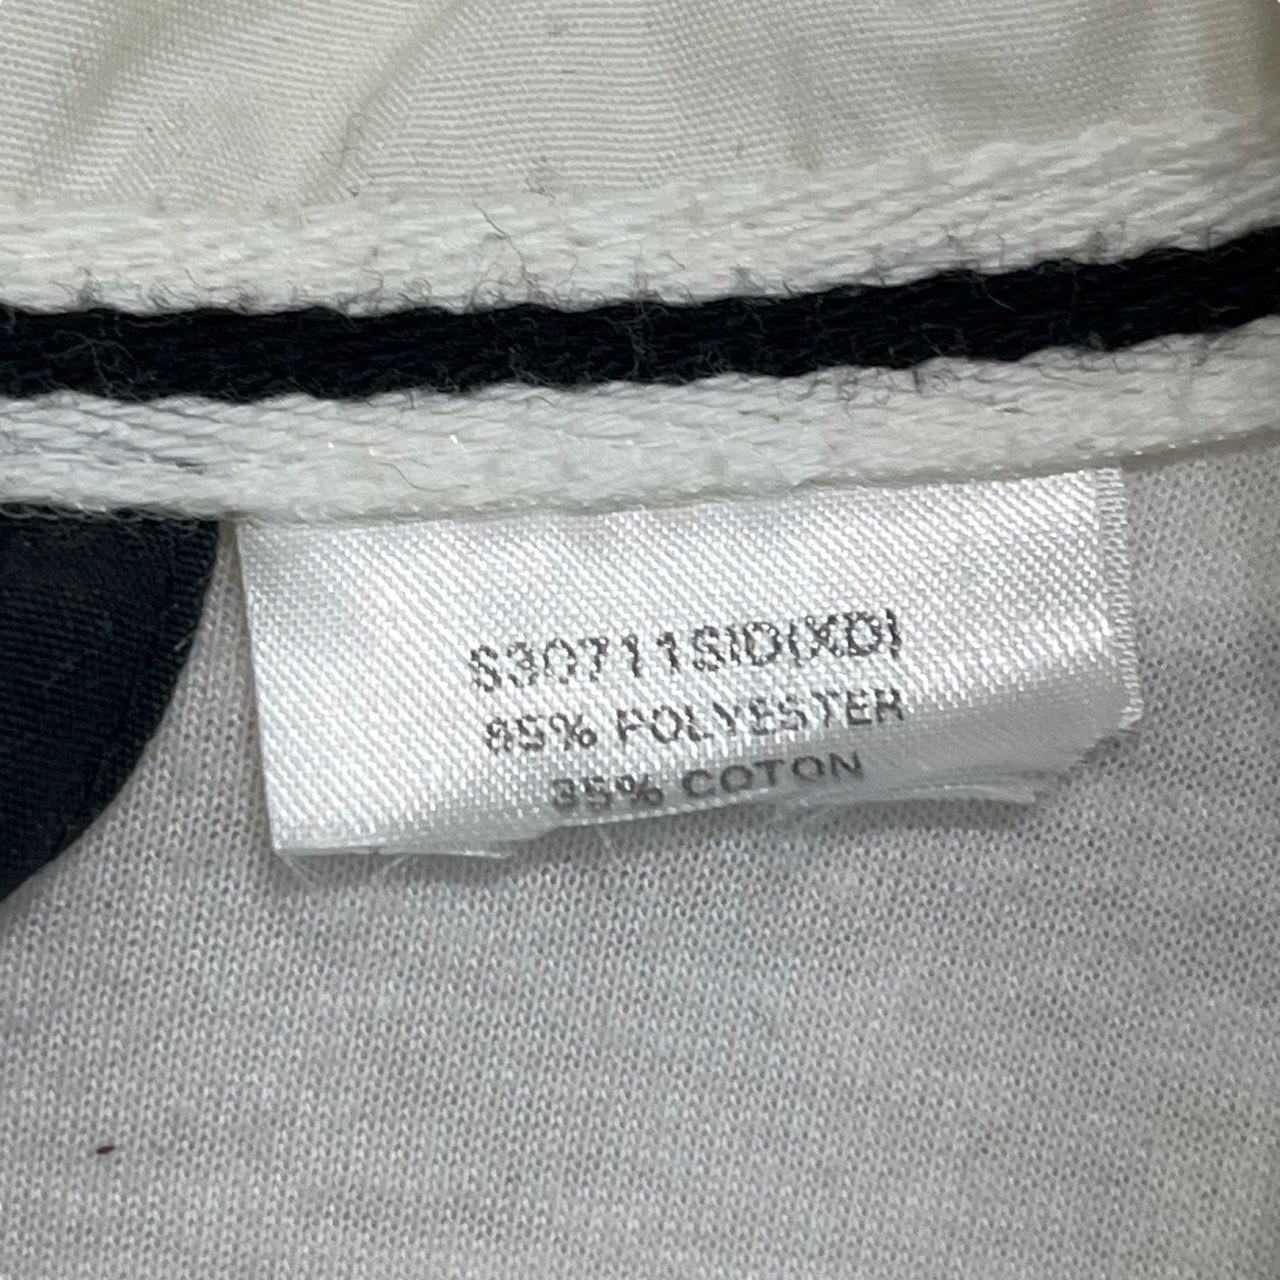 S30711SID(XD)
65% POLYESTER
35% COTON